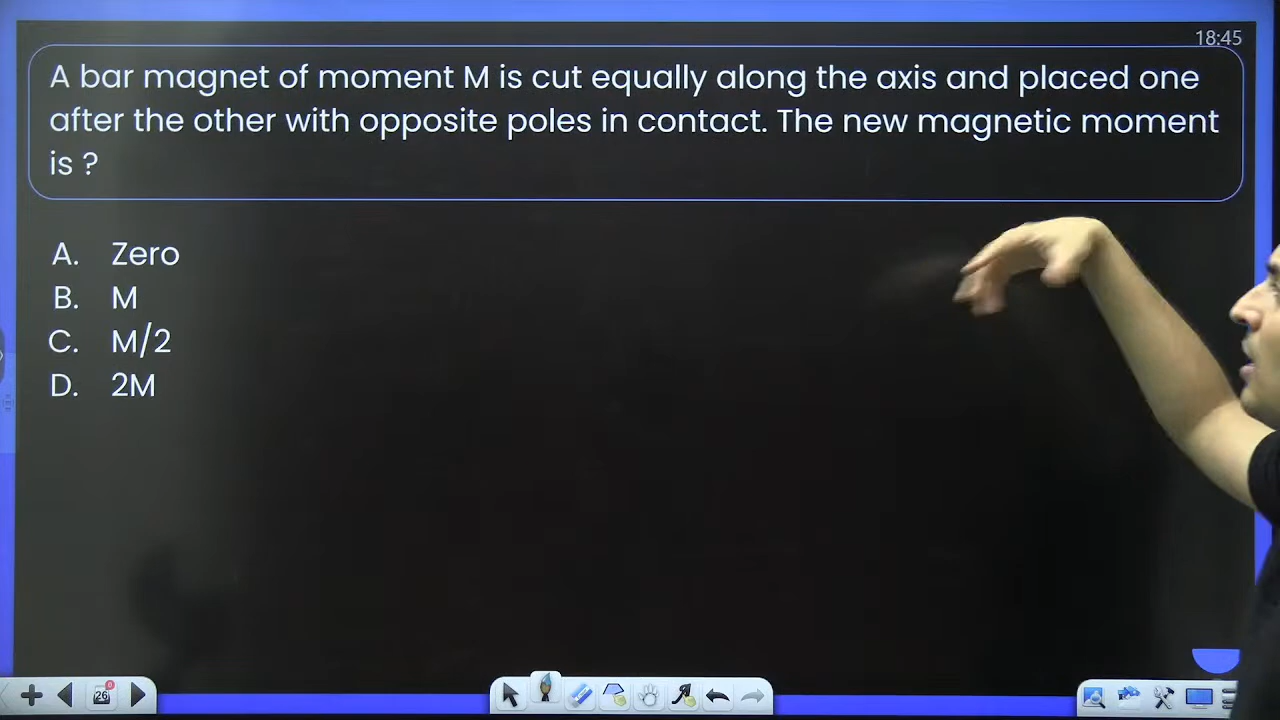 18:45
A bar magnet of moment M is cut equally along the axis and placed one
after the other with opposite poles in contact. The new magnetic moment
is ?
A. Zero
B. M
C. M/2
D. 2M
26